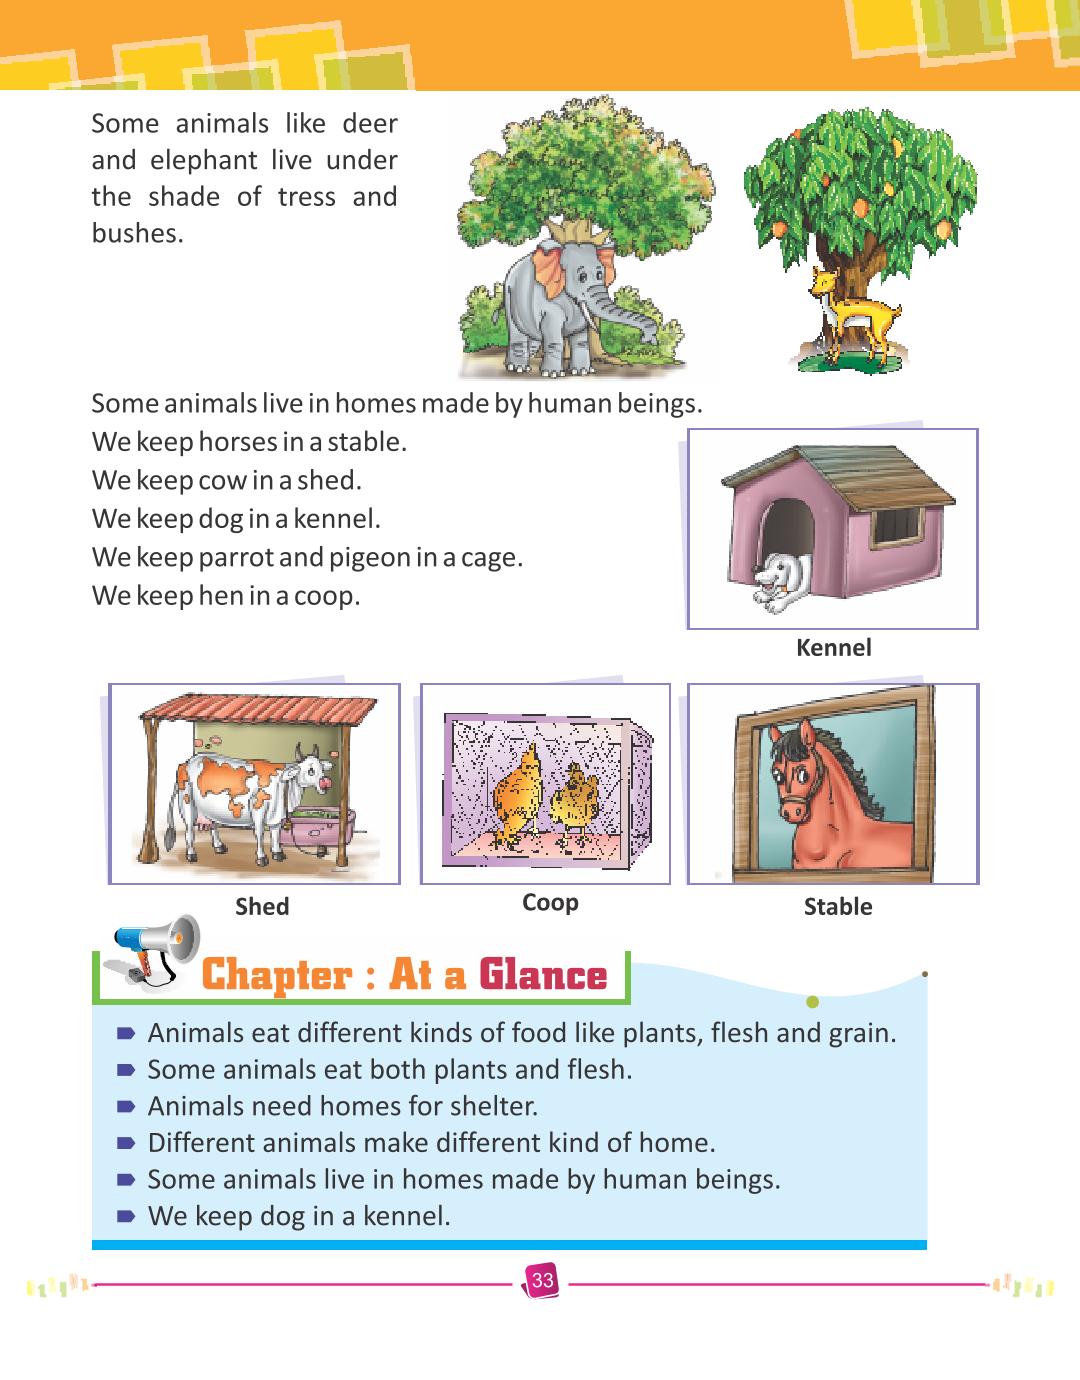 Some animals like deer
and elephant live under
the shade of tress and
bushes.
Some animals live in homes made by human beings.
We keep horses in a stable.
We keep cow in a shed.
We keep dog in a kennel.
We keep parrot and pigeon in a cage.
We keep hen in a coop.
Kennel
Shed
Coop
Stable
Chapter : At a Glance
Animals eat different kinds of food like plants, flesh and grain.
Some animals eat both plants and flesh.
Animals need homes for shelter.
Different animals make different kind of home.
Some animals live in homes made by human beings.
We keep dog in a kennel.
33